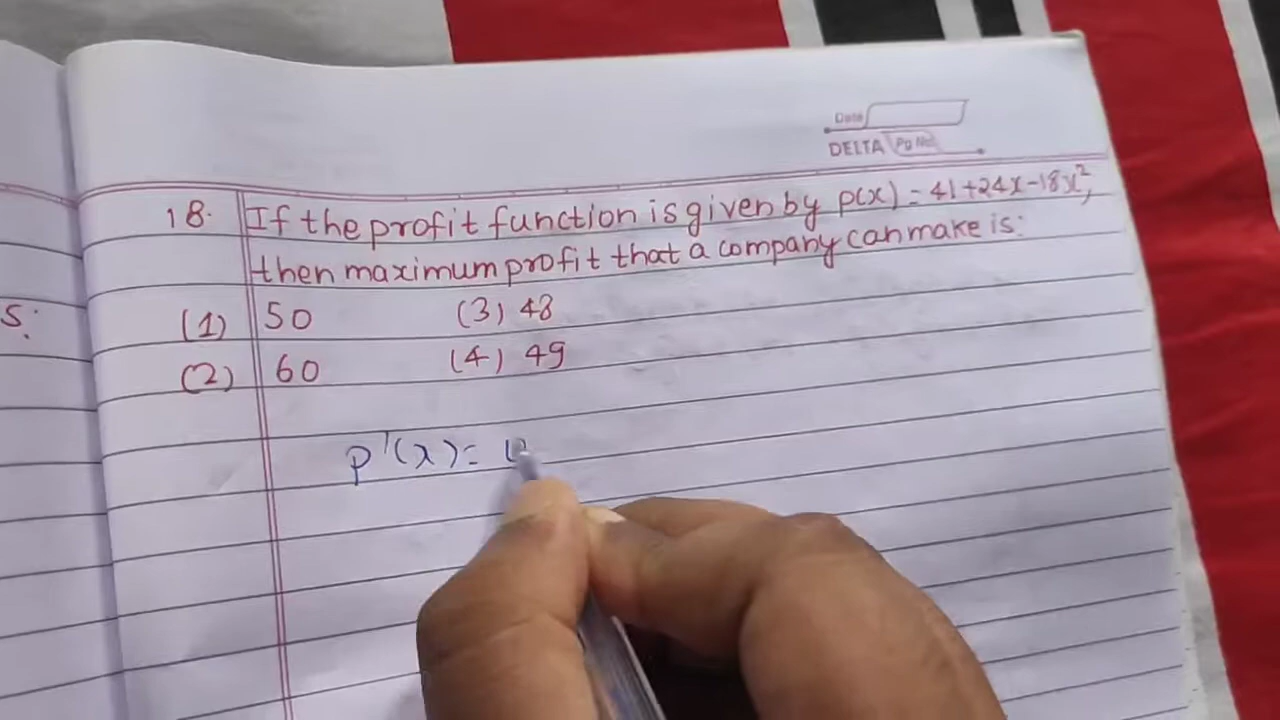 Date
DELTA Pg No
18. If the profit function is given by p(x) = 41+24x-18x²,
then maximum profit that a company can make is:
(1) 50 (3) 48
(2) 60 (4) 49
S.
p'(x) =